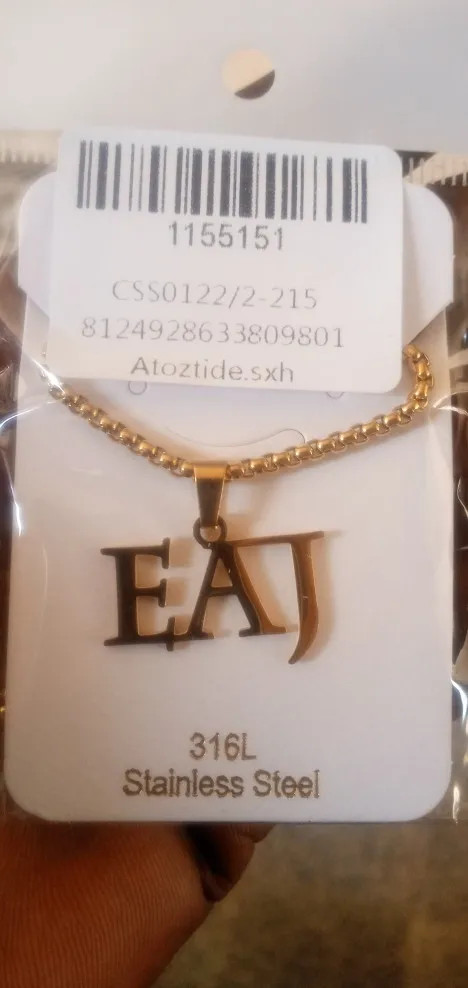 1155151
CSS0122/2-215
8124928633809801
Atoztide.sxh
EAJ
316L
Stainless Steel